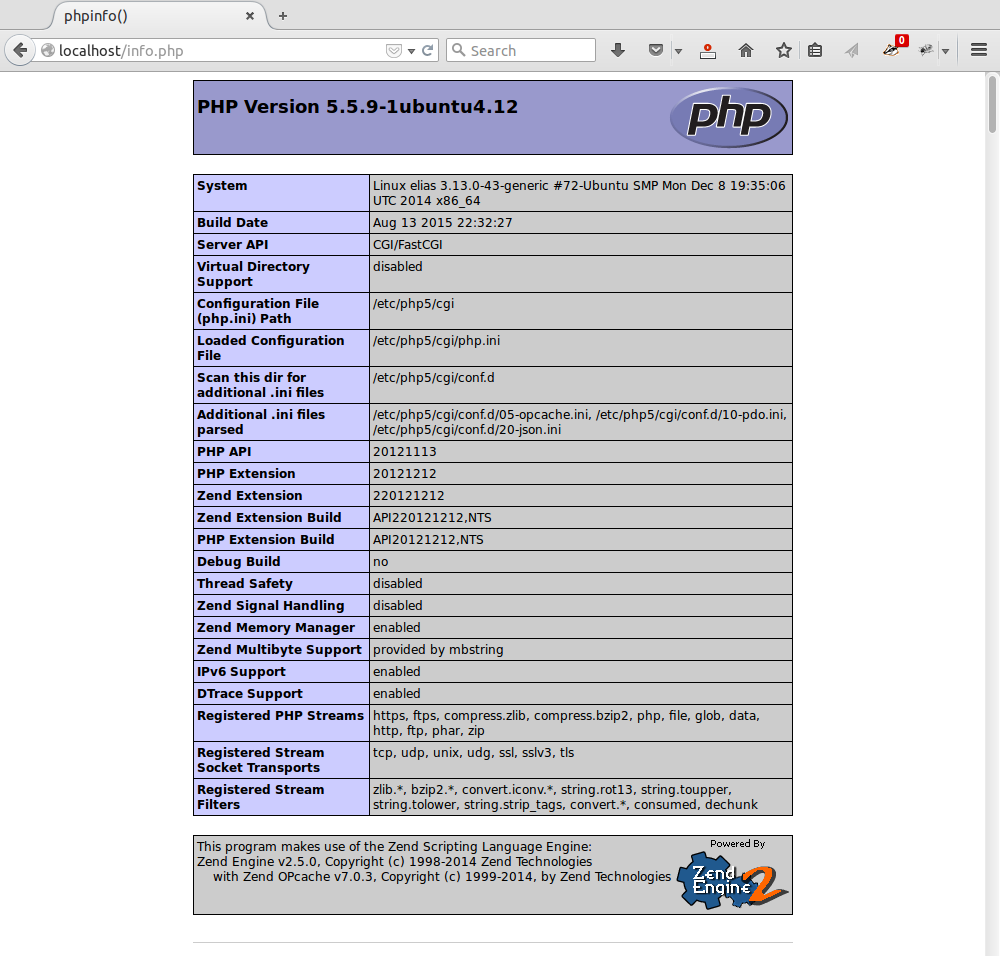 phpinfo()
localhost/info.php
Search
0
PHP Version 5.5.9-1ubuntu4.12
php
System
Linux elias 3.13.0-43-generic #72-Ubuntu SMP Mon Dec 8 19:35:06
UTC 2014 x86_64
Build Date
Aug 13 2015 22:32:27
Server API
CGI/FastCGI
Virtual Directory
Support
disabled
Configuration File
(php.ini) Path
/etc/php5/cgi
Loaded Configuration
File
/etc/php5/cgi/php.ini
Scan this dir for
additional .ini files
/etc/php5/cgi/conf.d
Additional .ini files
parsed
/etc/php5/cgi/conf.d/05-opcache.ini, /etc/php5/cgi/conf.d/10-pdo.ini,
/etc/php5/cgi/conf.d/20-json.ini
PHP API
20121113
PHP Extension
20121212
Zend Extension
220121212
Zend Extension Build
API220121212,NTS
PHP Extension Build
API20121212,NTS
Debug Build
no
Thread Safety
disabled
Zend Signal Handling
disabled
Zend Memory Manager
enabled
Zend Multibyte Support
provided by mbstring
IPv6 Support
enabled
DTrace Support
enabled
Registered PHP Streams
https, ftps, compress.zlib, compress.bzip2, php, file, glob, data,
http, ftp, phar, zip
Registered Stream
Socket Transports
tcp, udp, unix, udg, ssl, sslv3, tls
Registered Stream
Filters
zlib.*, bzip2.*, convert.iconv.*, string.rot13, string.toupper,
string.tolower, string.strip_tags, convert.*, consumed, dechunk
This program makes use of the Zend Scripting Language Engine:
Zend Engine v2.5.0, Copyright (c) 1998-2014 Zend Technologies
with Zend OPcache v7.0.3, Copyright (c) 1999-2014, by Zend Technologies
Powered By
Zend
Engine 2